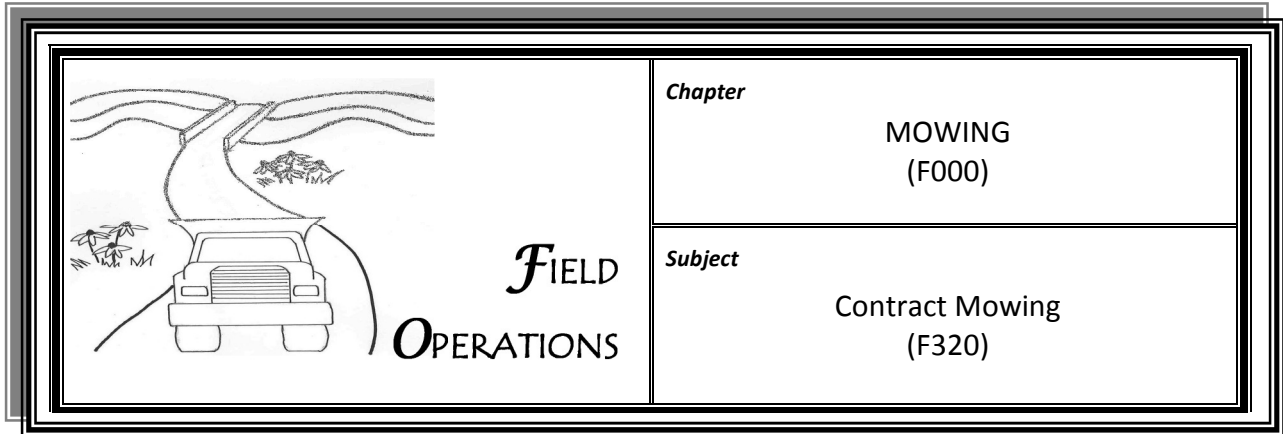 FIELD
OPERATIONS
Chapter
MOWING
(F000)
Subject
Contract Mowing
(F320)